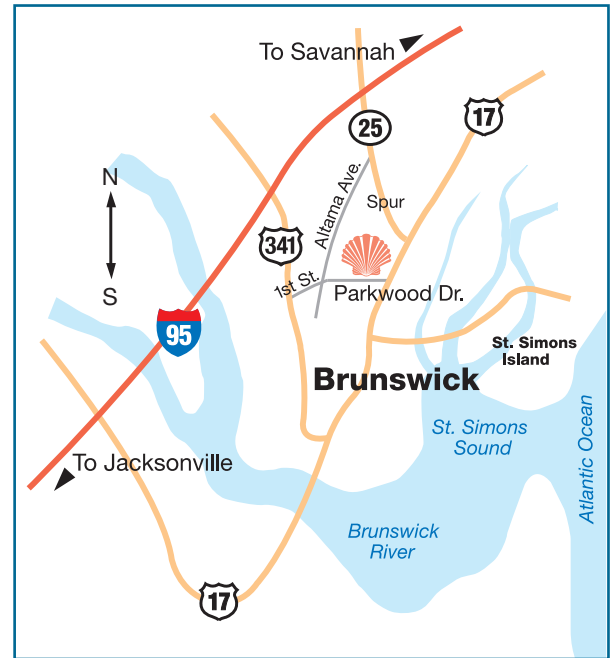 To Savannah
17
25
N
Altama Ave.
Spur
341
1st St.
S
Parkwood Dr.
95
St. Simons
Island
Brunswick
St. Simons
Sound
To Jacksonville
Atlantic Ocean
Brunswick
River
17